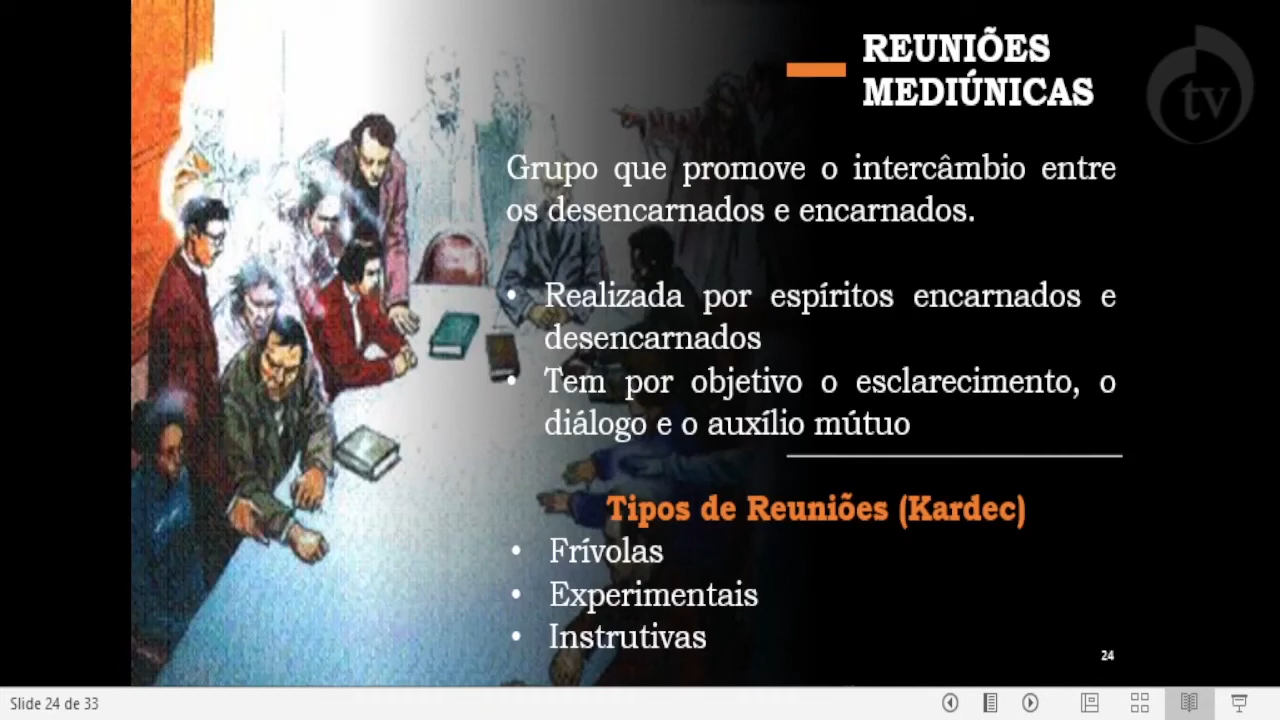 REUNIÕES
MEDIÚNICAS
tv
Grupo que promove o intercâmbio entre
os desencarnados e encarnados.
• Realizada por espíritos encarnados e
desencarnados
• Tem por objetivo o esclarecimento, o
diálogo e o auxílio mútuo
Tipos de Reuniões (Kardec)
• Frívolas
• Experimentais
• Instrutivas
24
Slide 24 de 33